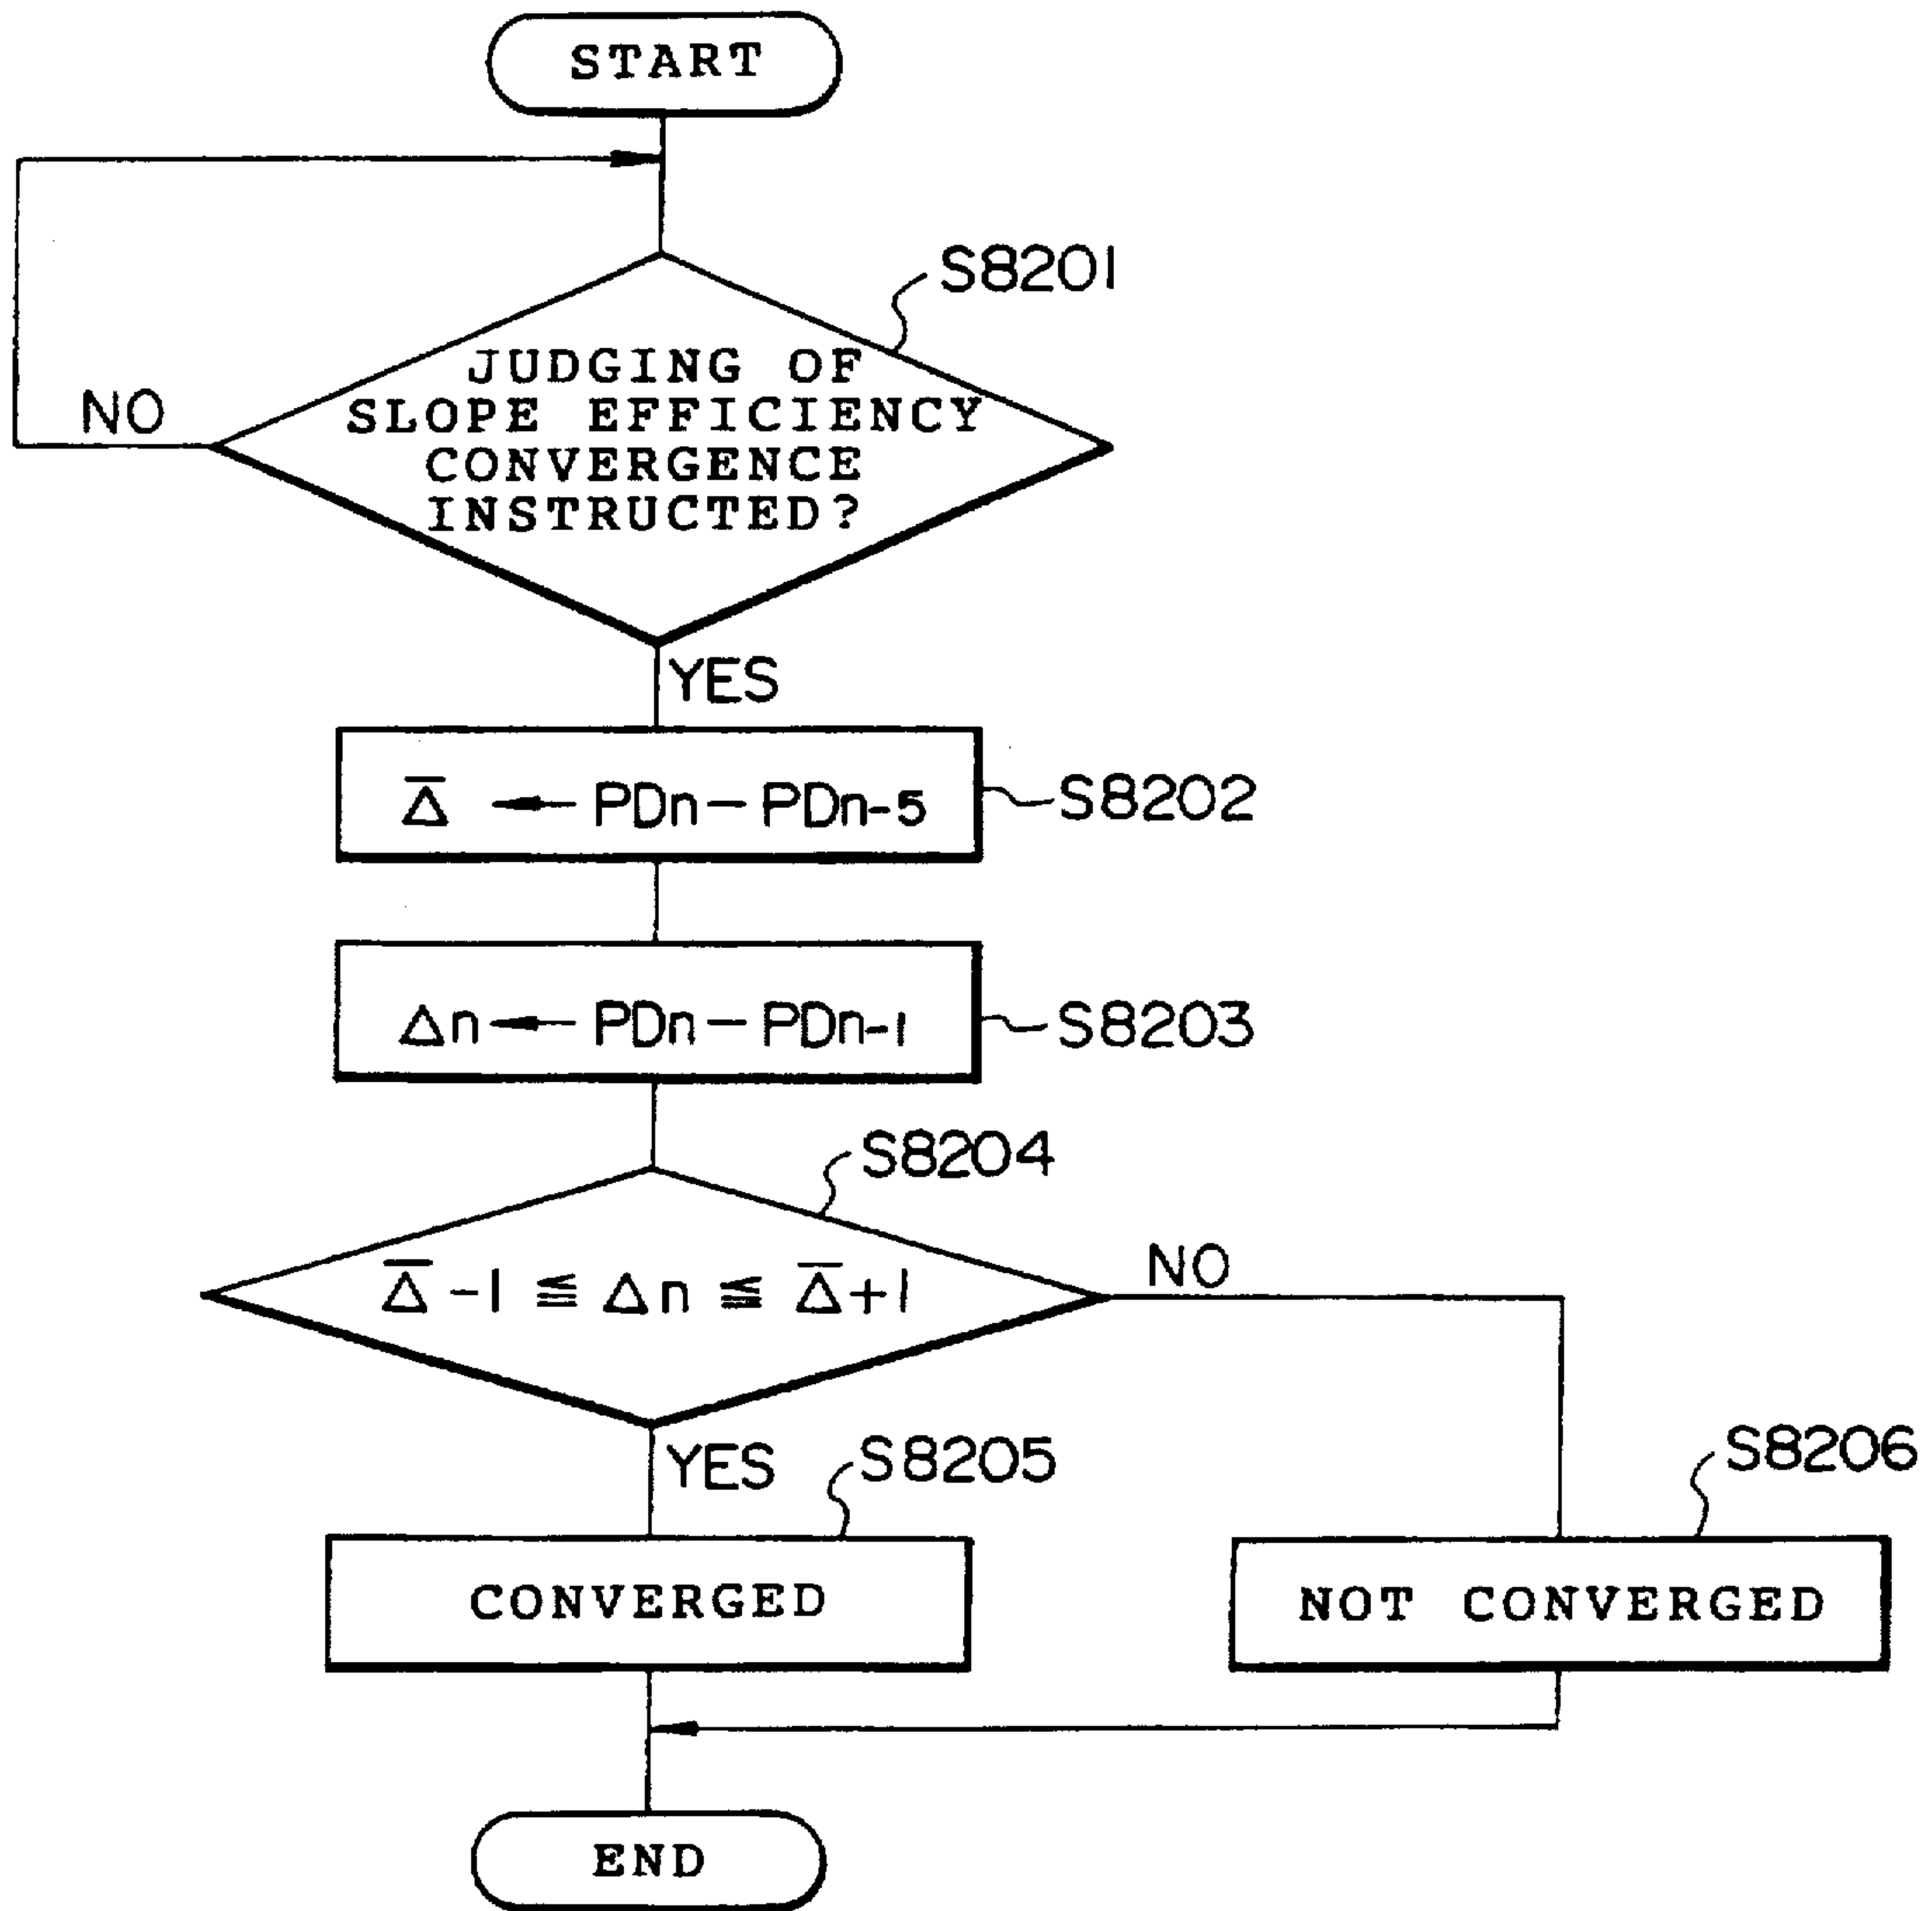 START
S8201
JUDGING OF
SLOPE EFFICIENCY
CONVERGENCE
INSTRUCTED?
NO
YES
Δ̅ ← PDn − PDn-5
S8202
Δn ← PDn − PDn-1
S8203
S8204
Δ̅ -1 ≦ Δn ≦ Δ̅ +1
NO
YES
S8205
S8206
CONVERGED
NOT CONVERGED
END